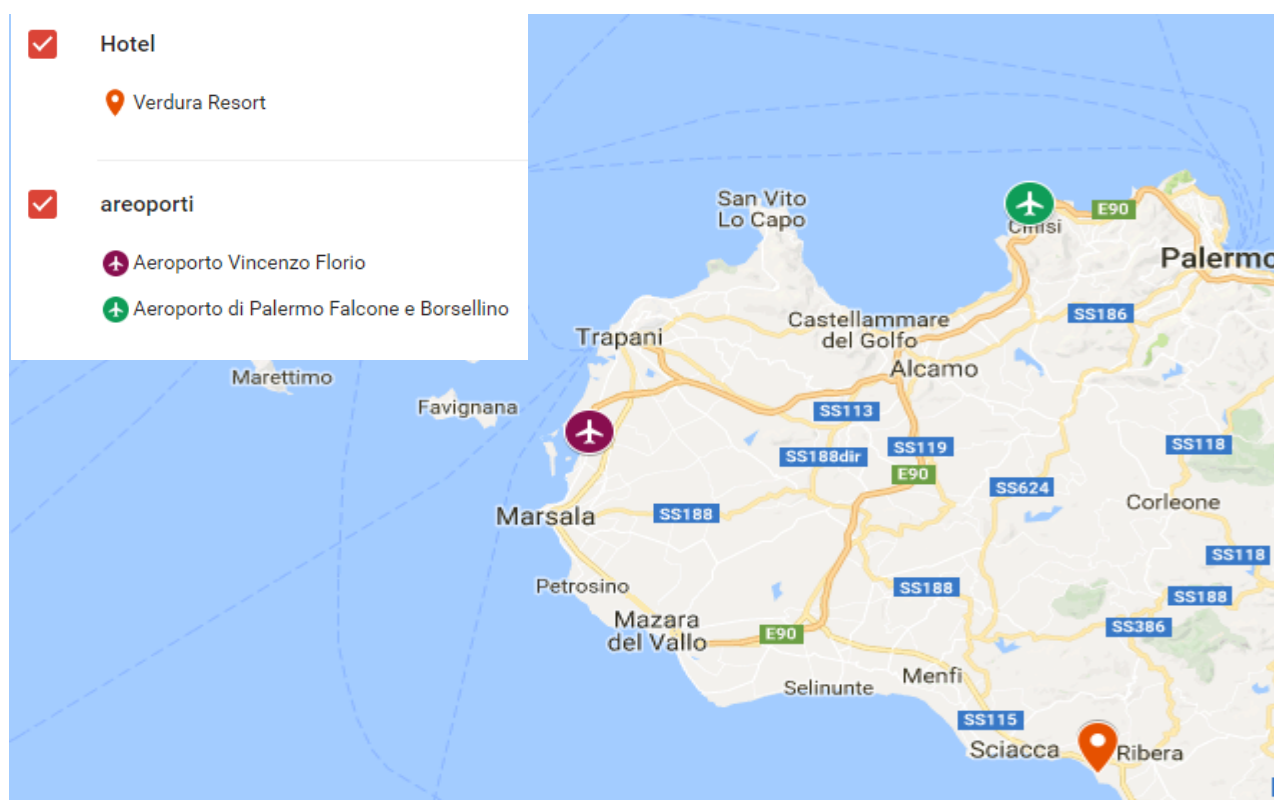 Hotel
Verdura Resort
areoporti
Aeroporto Vincenzo Florio
Aeroporto di Palermo Falcone e Borsellino
San Vito
Lo Capo
Cinisi
E90
Palermo
SS186
Trapani
Castellammare
del Golfo
Alcamo
Marettimo
Favignana
SS113
SS119
SS118
SS188dir
E90
SS624
Corleone
Marsala
SS188
SS118
Petrosino
SS188
SS188
Mazara
del Vallo
E90
SS386
Menfi
Selinunte
SS115
Sciacca
Ribera